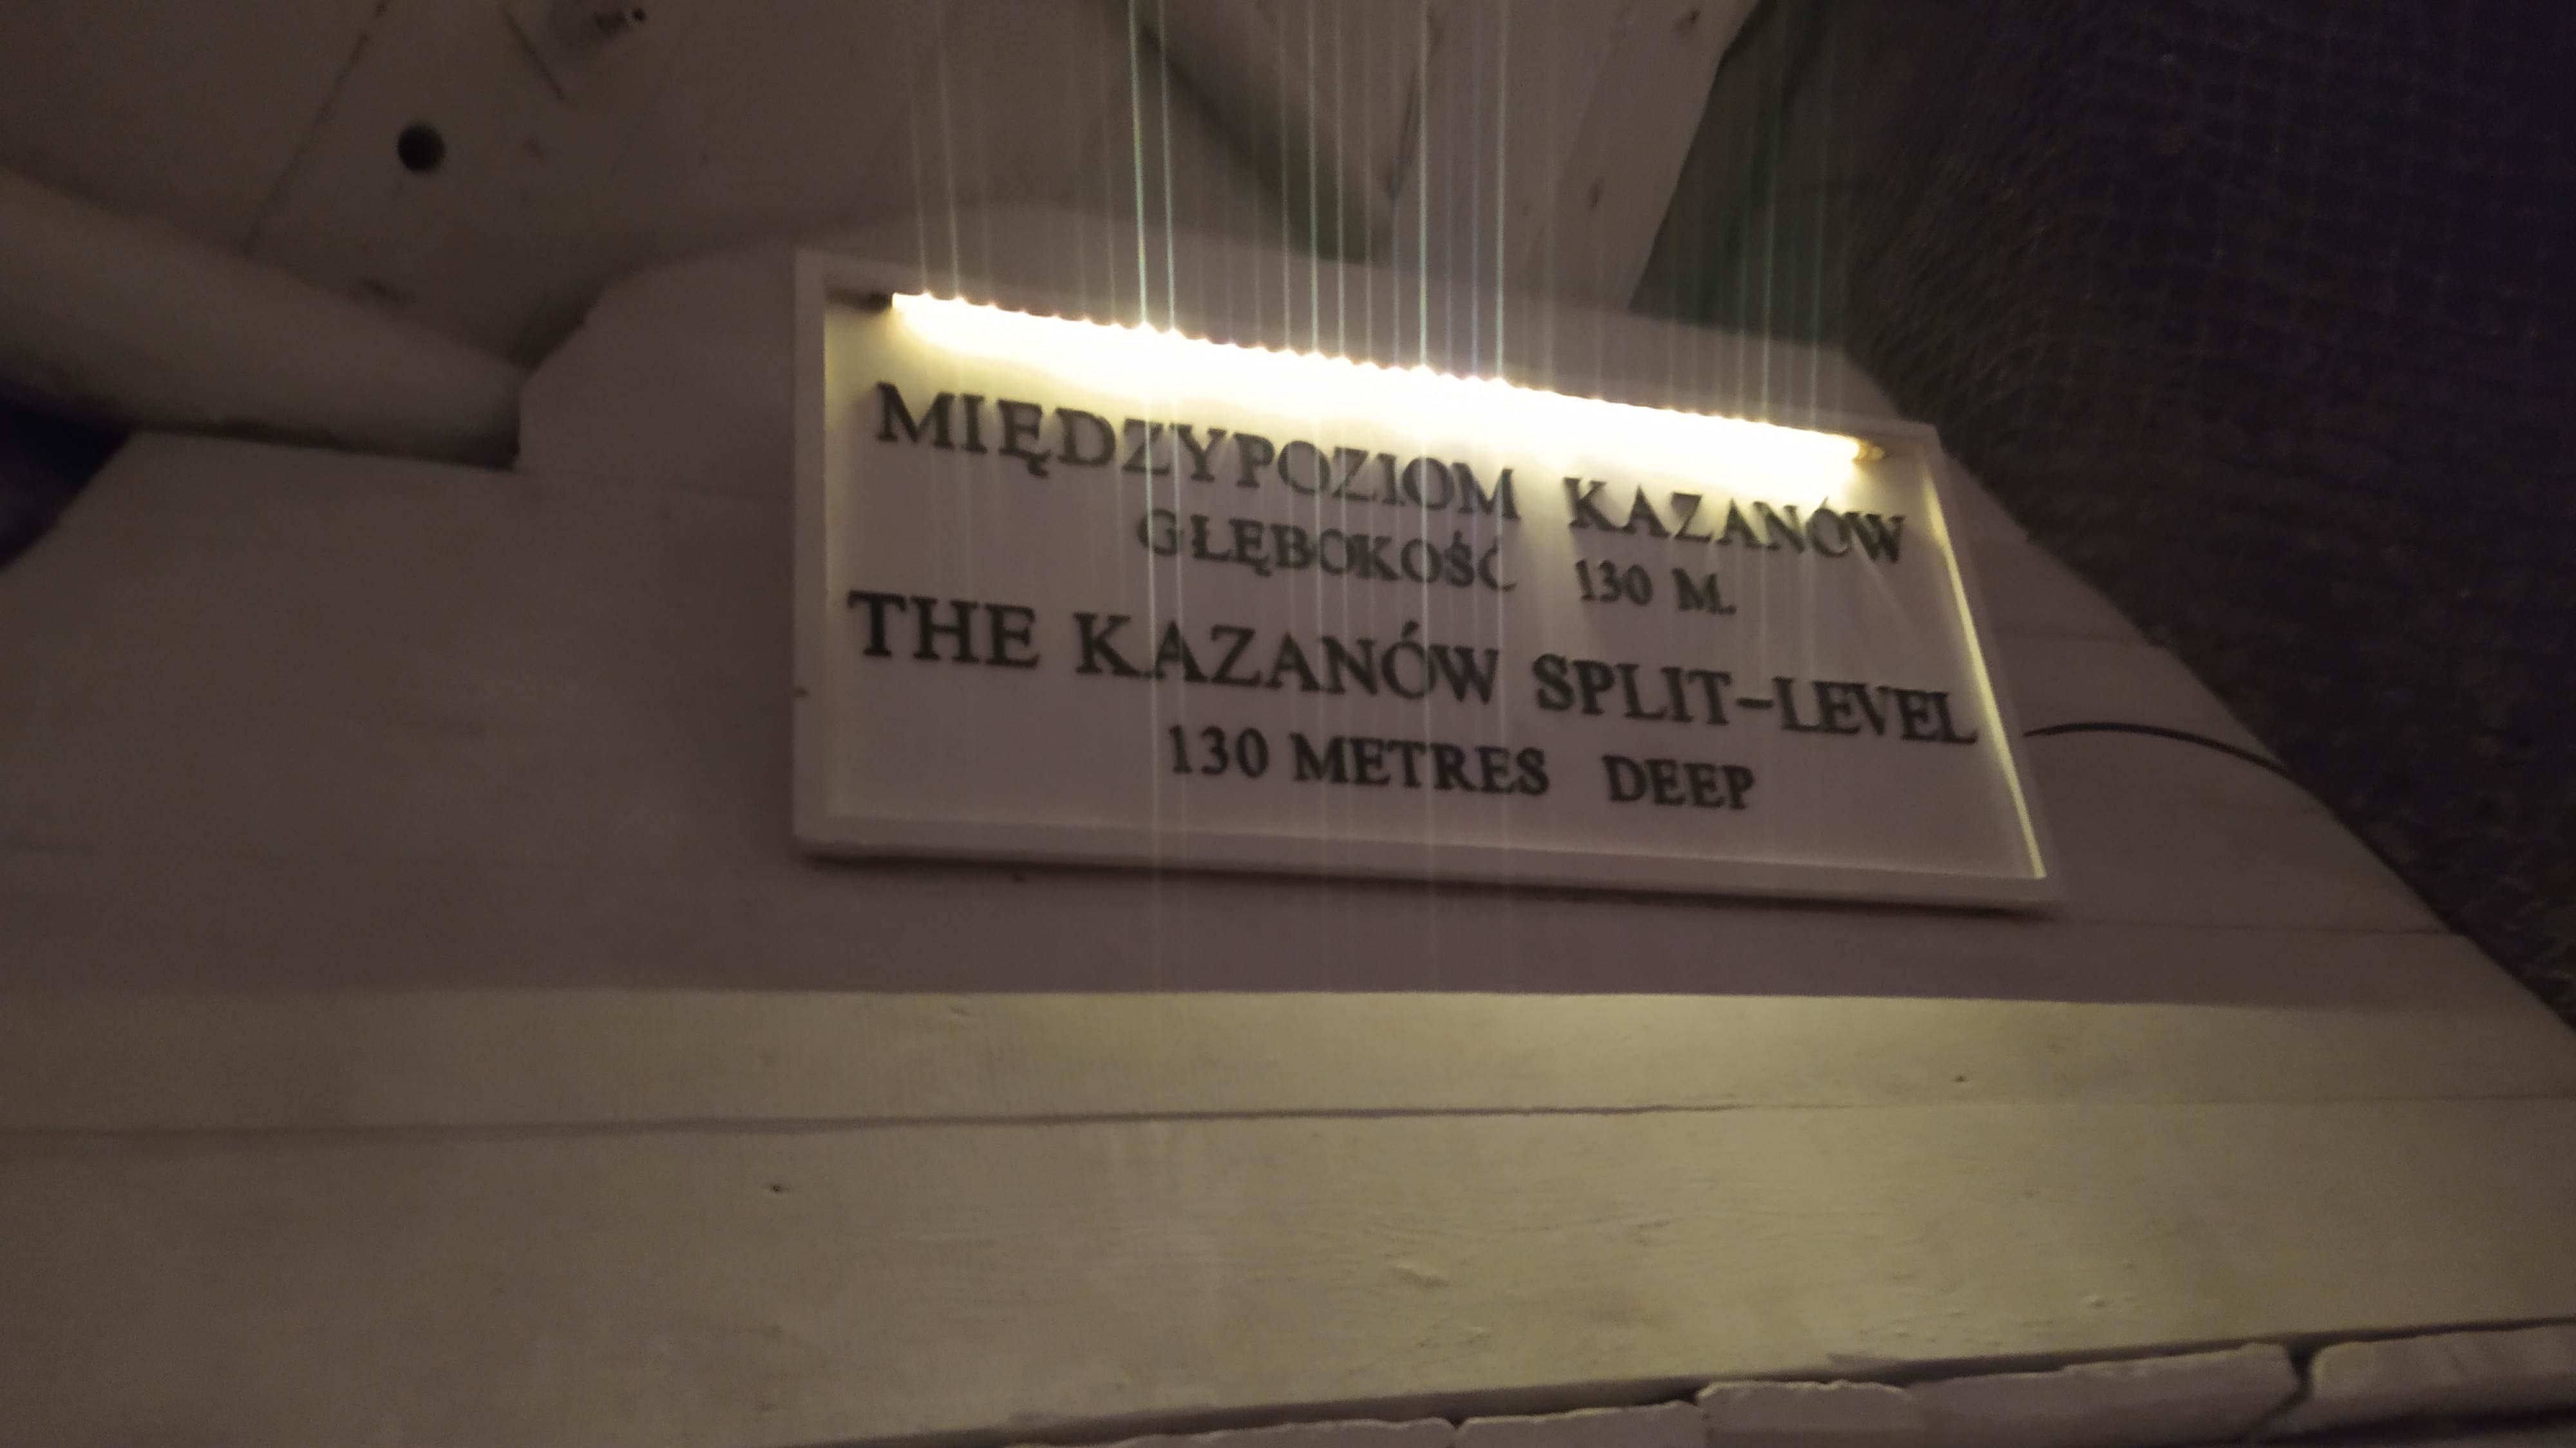 MIĘDZYPOZIOM KAZANÓW
GŁĘBOKOŚĆ 130 M.
THE KAZANÓW SPLIT-LEVEL
130 METRES DEEP